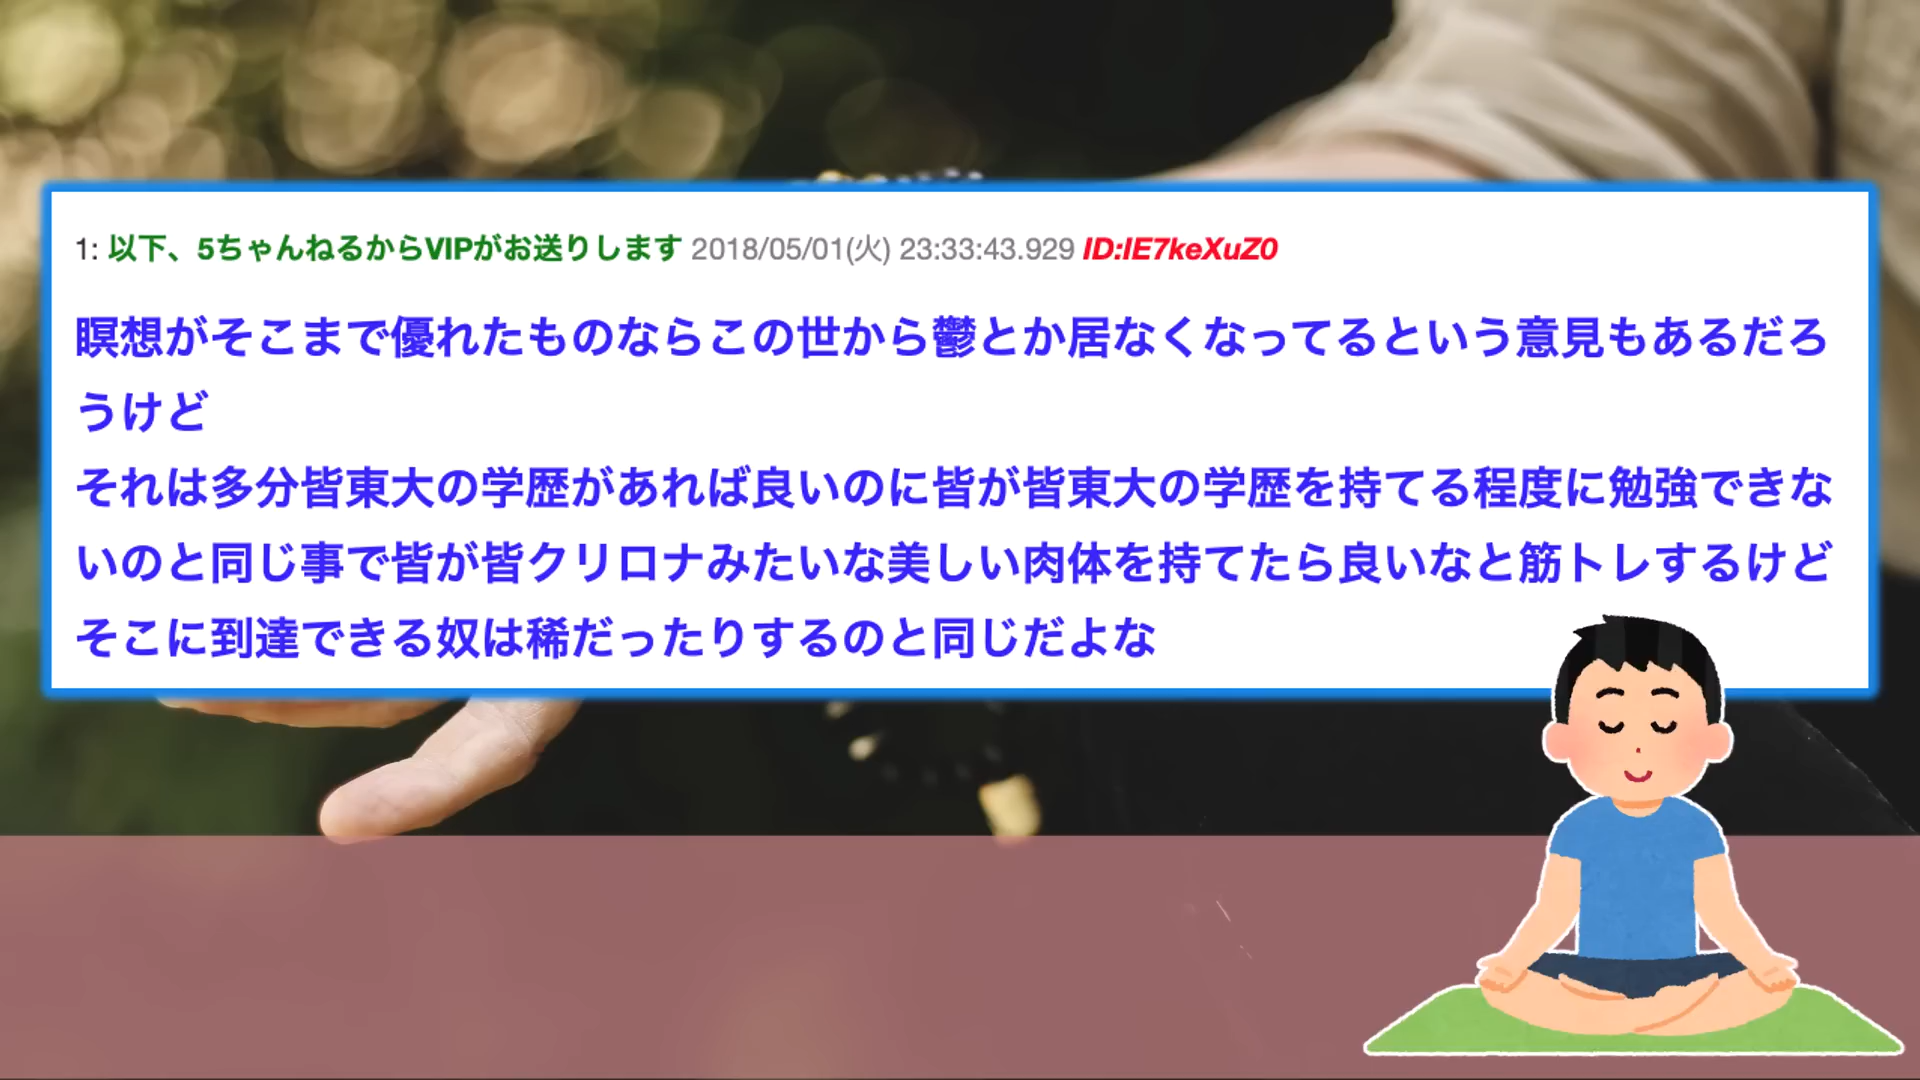 1: 以下、5ちゃんねるからVIPがお送りします 2018/05/01(火) 23:33:43.929 ID:IE7keXuZ0
瞑想がそこまで優れたものならこの世から鬱とか居なくなってるという意見もあるだろ
うけど
それは多分皆東大の学歴があれば良いのに皆が皆東大の学歴を持てる程度に勉強できな
いのと同じ事で皆が皆クリロナみたいな美しい肉体を持てたら良いなと筋トレするけど
そこに到達できる奴は稀だったりするのと同じだよな